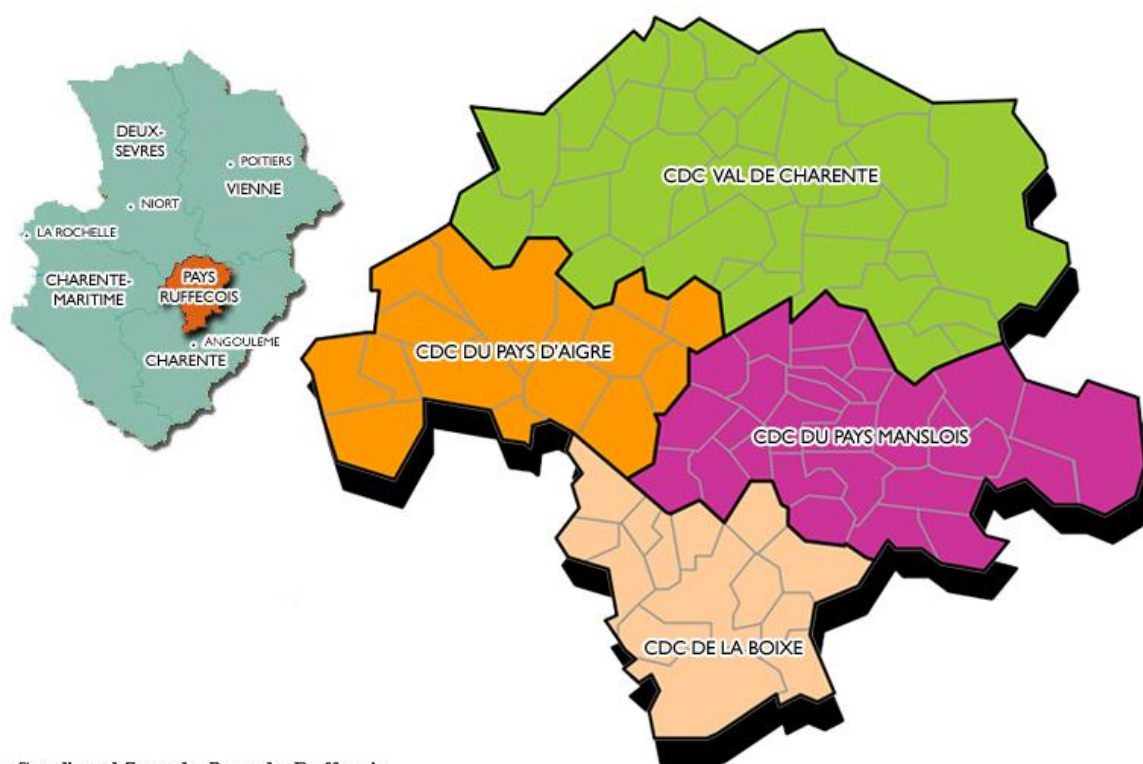 DEUX-
SEVRES
POITIERS
VIENNE
NIORT
LA ROCHELLE
CHARENTE-
MARITIME
PAYS
RUFFECOIS
ANGOULEME
CHARENTE
CDC VAL DE CHARENTE
CDC DU PAYS D'AIGRE
CDC DU PAYS MANSLOIS
CDC DE LA BOIXE